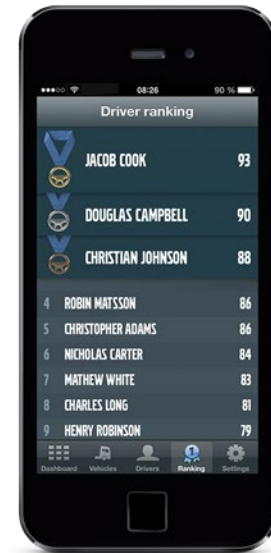 08:26 90 %
Driver ranking
JACOB COOK 93
DOUGLAS CAMPBELL 90
CHRISTIAN JOHNSON 88
4 ROBIN MATSSON 86
5 CHRISTOPHER ADAMS 86
6 NICHOLAS CARTER 84
7 MATHEW WHITE 83
8 CHARLES LONG 81
9 HENRY ROBINSON 79
1
Dashboard Vehicles Drivers Ranking Settings